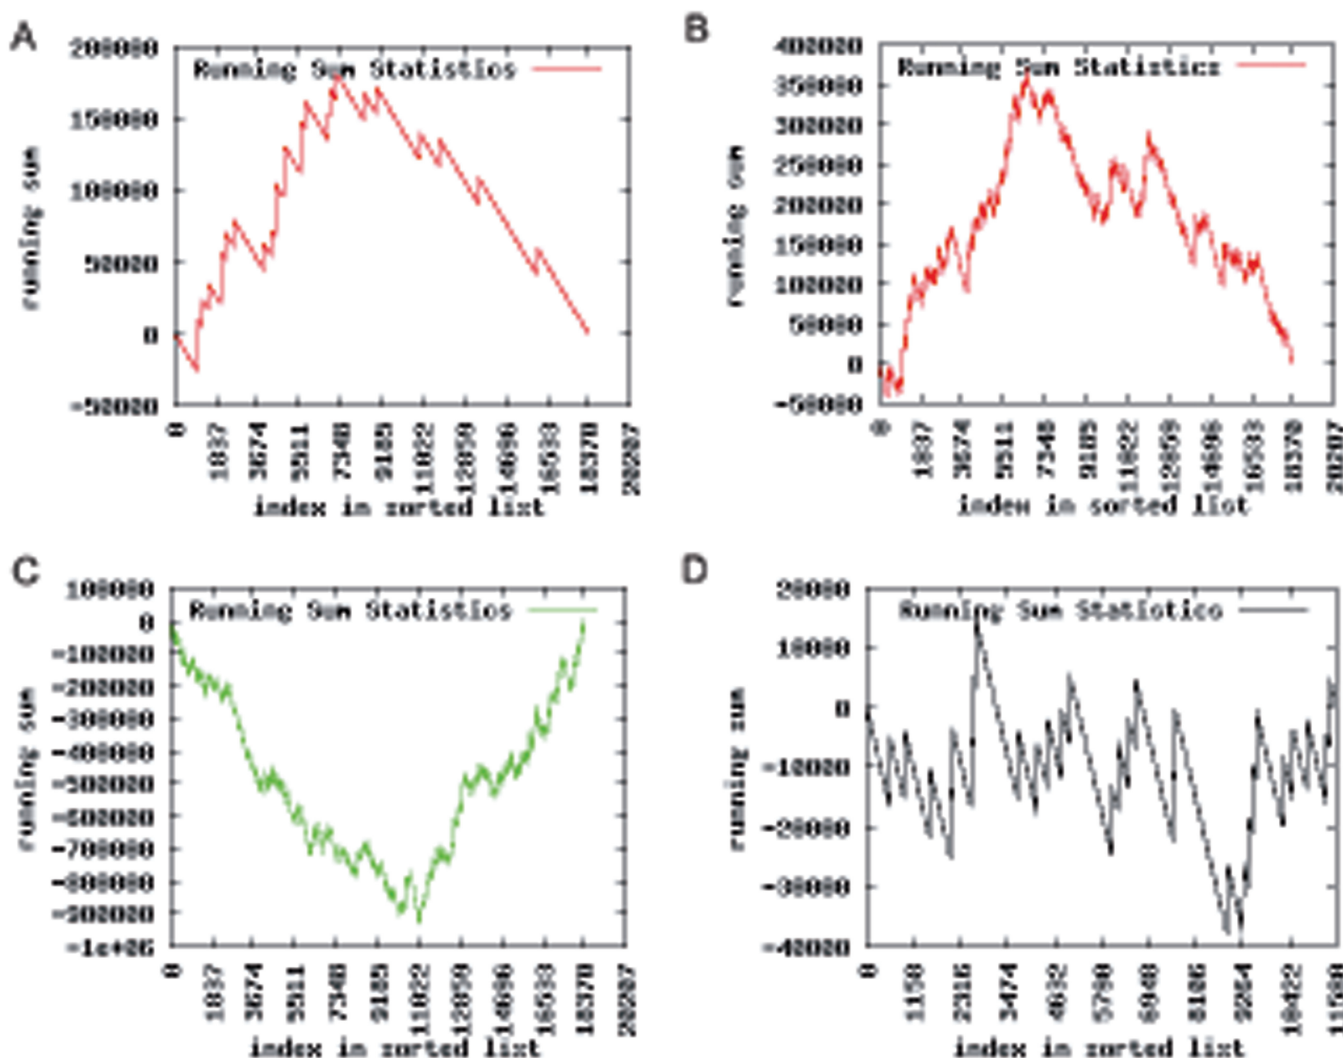 A
200000
150000
100000
50000
0
-50000
Running Sum Statistics
running sum
0 1837 3674 5511 7348 9185 11022 12859 14696 16533 18370 20207
index in sorted list
B
400000
350000
300000
250000
200000
150000
100000
50000
0
-50000
Running Sum Statistics
running sum
0 1837 3674 5511 7348 9185 11022 12859 14696 16533 18370 20207
index in sorted list
C
100000
0
-100000
-200000
-300000
-400000
-500000
-600000
-700000
-800000
-900000
-1e+06
Running Sum Statistics
running sum
0 1837 3674 5511 7348 9185 11022 12859 14696 16533 18370 20207
index in sorted list
D
20000
10000
0
-10000
-20000
-30000
-40000
Running Sum Statistics
running sum
0 1158 2316 3474 4632 5790 6948 8106 9264 10422 11580
index in sorted list